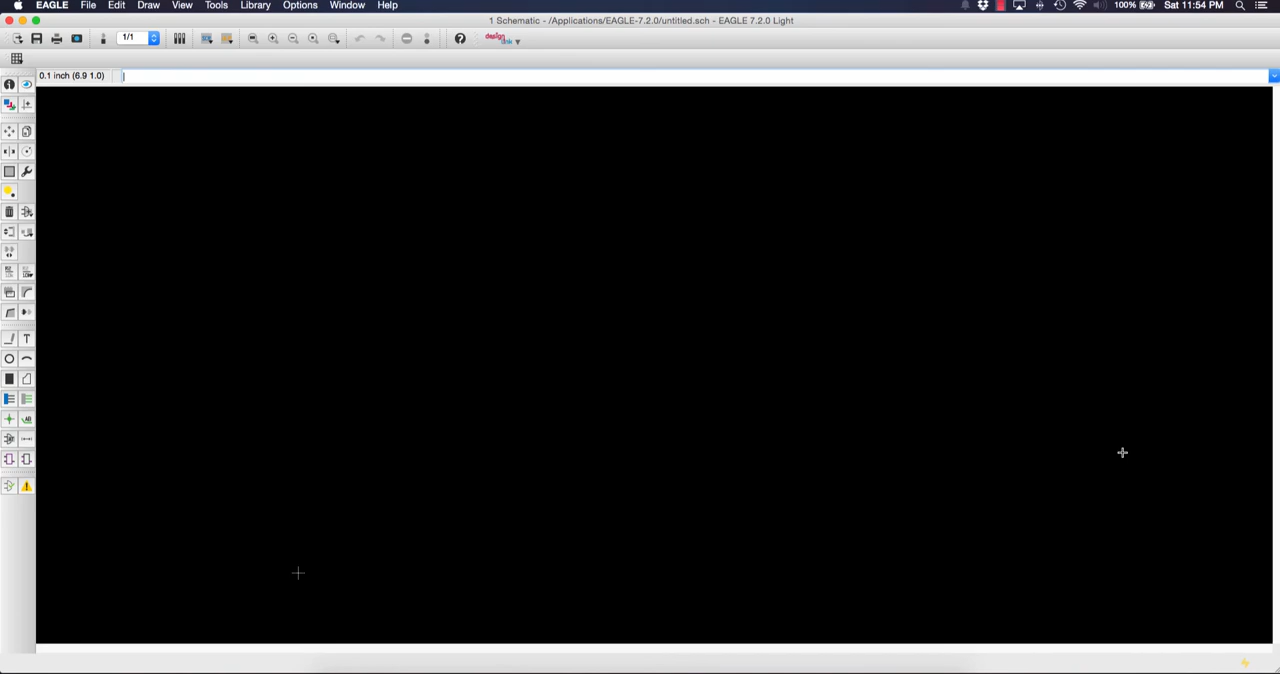 EAGLE File Edit Draw View Tools Library Options Window Help 100% Sat 11:54 PM
1 Schematic - /Applications/EAGLE-7.2.0/untitled.sch - EAGLE 7.2.0 Light
1/1 design link
0.1 inch (6.9 1.0)